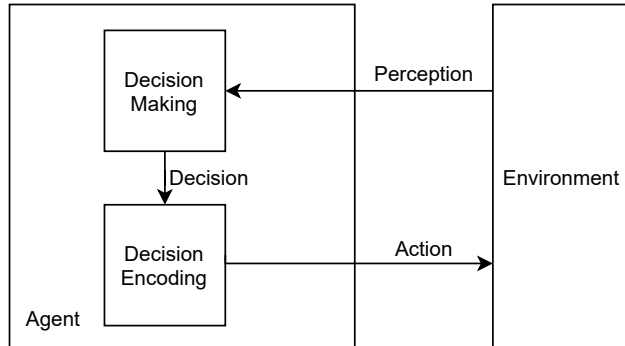 Decision
Making
Perception
Decision
Environment
Decision
Encoding
Action
Agent